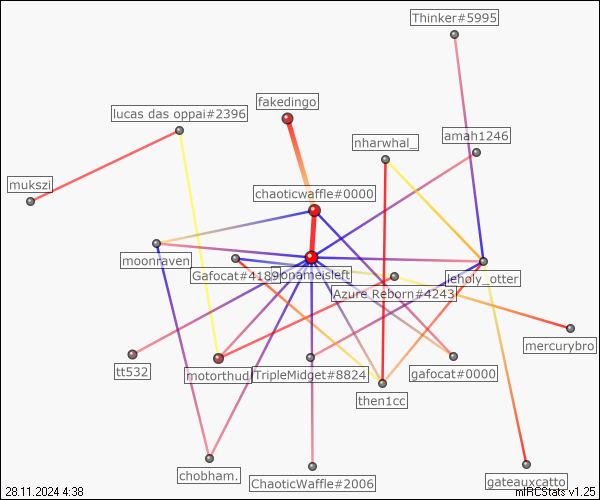 Thinker#5995
fakedingo
lucas das oppai#2396
nharwhal_
amah1246
mukszi
chaoticwaffle#0000
moonraven
Gafocat#4189
nonameisleft
leholy_otter
Azure Reborn#4243
mercurybro
tt532
motorthud
TripleMidget#8824
gafocat#0000
then1cc
chobham.
ChaoticWaffle#2006
gateauxcatto
28.11.2024 4:38
mIRCStats v1.25